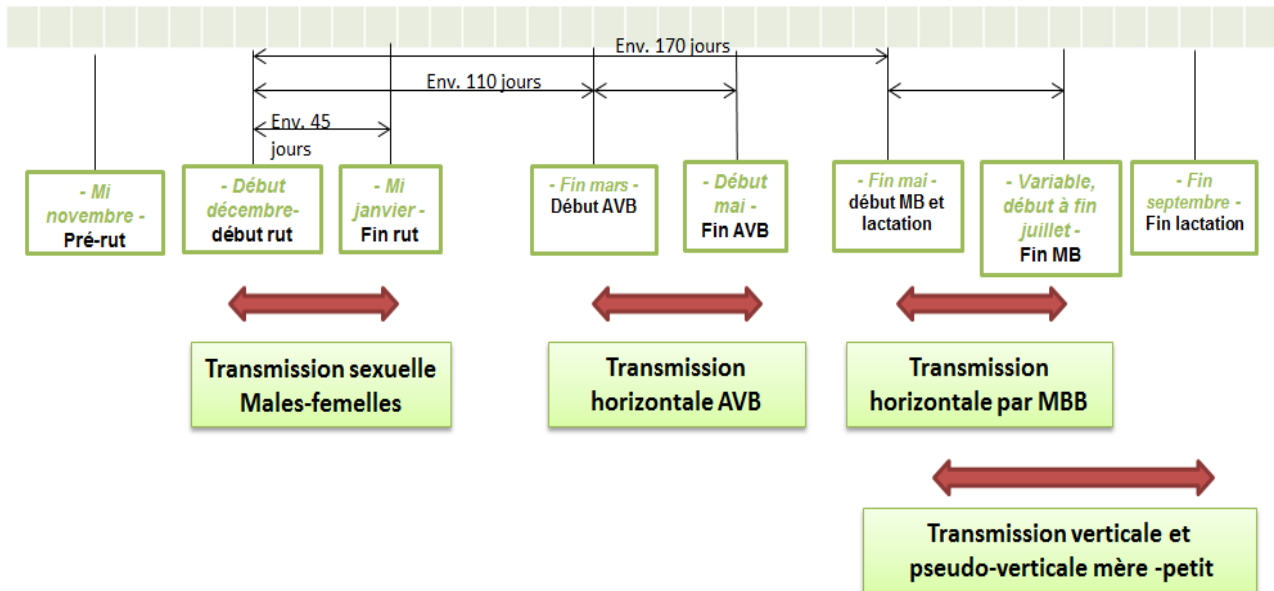 Env. 170 jours
Env. 110 jours
Env. 45
jours
- Mi
novembre -
Pré-rut
- Début
décembre-
début rut
- Mi
janvier -
Fin rut
- Fin mars -
Début AVB
- Début
mai -
Fin AVB
- Fin mai -
début MB et
lactation
- Variable,
début à fin
juillet -
Fin MB
- Fin
septembre -
Fin lactation
Transmission sexuelle
Males-femelles
Transmission
horizontale AVB
Transmission
horizontale par MBB
Transmission verticale et
pseudo-verticale mère -petit